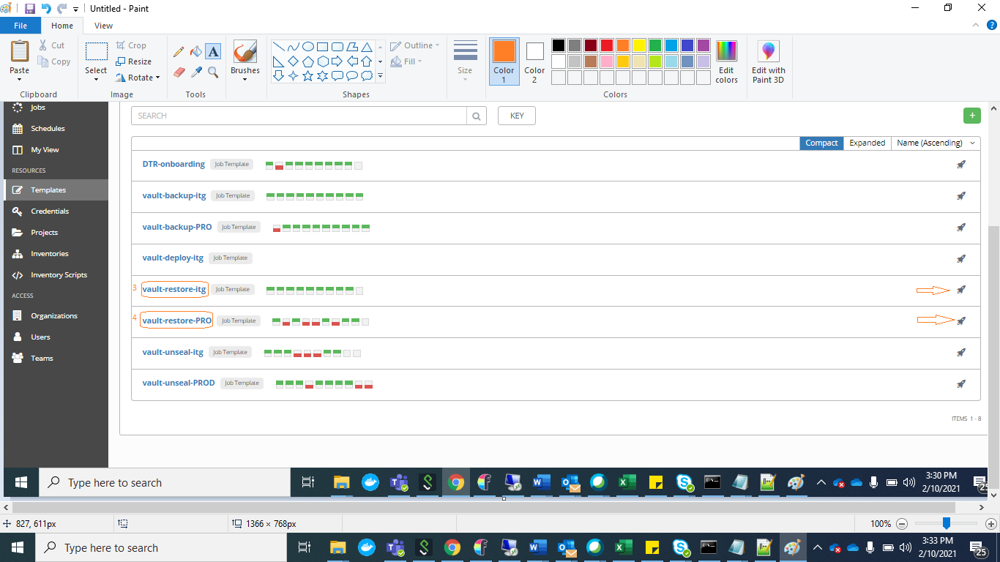 Untitled - Paint
File Home View
Paste Cut Copy
Clipboard
Select Crop Resize Rotate
Image
A
Tools
Brushes
Outline Fill
Shapes
Size
Color 1 Color 2
Edit colors
Colors
Edit with Paint 3D
Jobs
Schedules
My View
RESOURCES
Templates
Credentials
Projects
Inventories
Inventory Scripts
ACCESS
Organizations
Users
Teams
SEARCH KEY +
Compact Expanded Name (Ascending)
DTR-onboarding Job Template
vault-backup-itg Job Template
vault-backup-PRO Job Template
vault-deploy-itg Job Template
3 vault-restore-itg Job Template
4 vault-restore-PRO Job Template
vault-unseal-itg Job Template
vault-unseal-PROD Job Template
ITEMS 1 - 8
Type here to search
3:30 PM
2/10/2021
827, 611px 1366 × 768px 100%
Type here to search
3:33 PM
2/10/2021
25